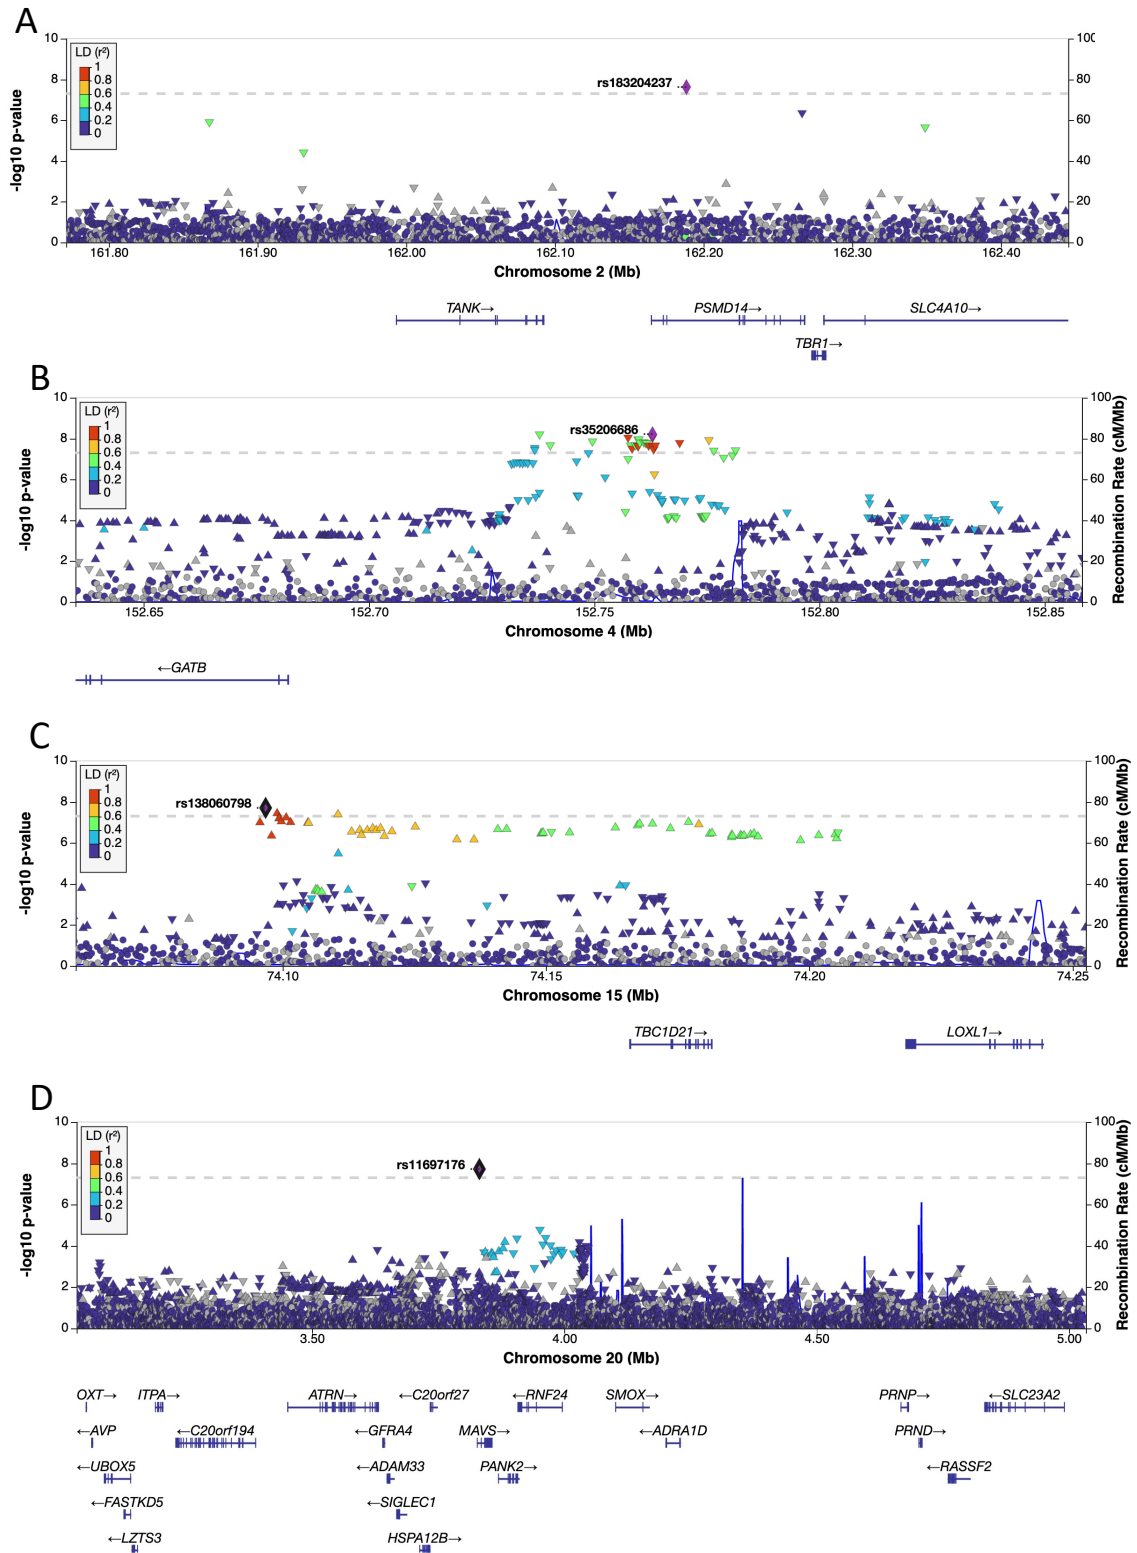 A
10
8
6
4
2
0
-log10 p-value
LD (r²)
1
0.8
0.6
0.4
0.2
0
rs183204237
100
80
60
40
20
0
161.80 161.90 162.00 162.10 162.20 162.30 162.40
Chromosome 2 (Mb)
TANK→ PSMD14→ SLC4A10→
TBR1→
B
10
8
6
4
2
0
-log10 p-value
LD (r²)
1
0.8
0.6
0.4
0.2
0
rs35206686
100
80
60
40
20
0
Recombination Rate (cM/Mb)
152.65 152.70 152.75 152.80 152.85
Chromosome 4 (Mb)
←GATB
C
10
8
6
4
2
0
-log10 p-value
LD (r²)
1
0.8
0.6
0.4
0.2
0
rs138060798
100
80
60
40
20
0
Recombination Rate (cM/Mb)
74.10 74.15 74.20 74.25
Chromosome 15 (Mb)
TBC1D21→ LOXL1→
D
10
8
6
4
2
0
-log10 p-value
LD (r²)
1
0.8
0.6
0.4
0.2
0
rs11697176
100
80
60
40
20
0
Recombination Rate (cM/Mb)
3.50 4.00 4.50 5.00
Chromosome 20 (Mb)
OXT→ ITPA→ ATRN→ ←C20orf27 ←RNF24 SMOX→ PRNP→ ←SLC23A2
←AVP ←C20orf194 ←GFRA4 MAVS→ ←ADRA1D PRND→
←UBOX5 ←ADAM33 PANK2→ ←RASSF2
←FASTKD5 ←SIGLEC1
←LZTS3 HSPA12B→